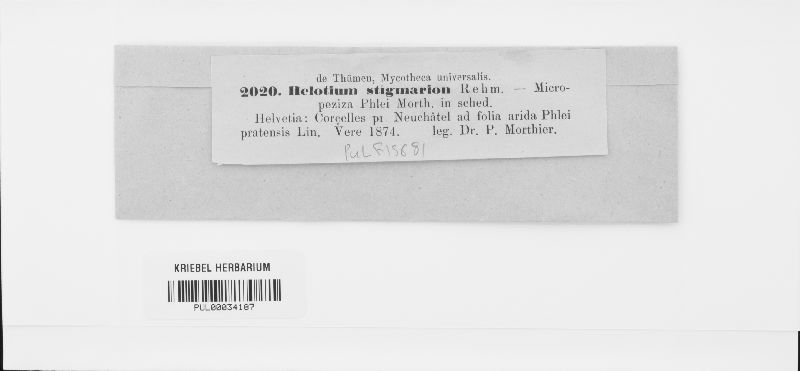 de Thümen, Mycotheca universalis.
2020. Helotium stigmarion Rehm. — Micro-
peziza Phlei Morth. in sched.
Helvetia: Corcelles pr Neuchâtel ad folia arida Phlei
pratensis Lin. Vere 1874. leg. Dr. P. Morthier.
PUL F15681
KRIEBEL HERBARIUM
PUL00034187